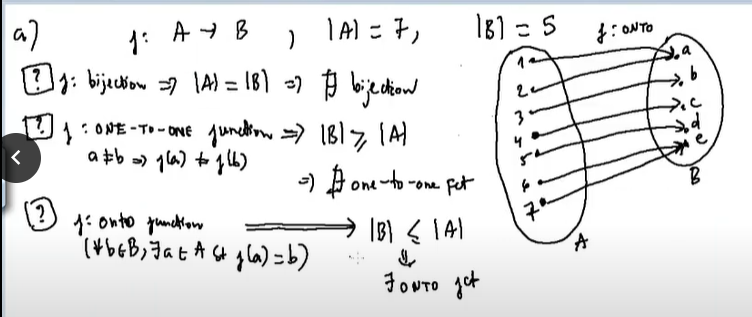 a) f: A → B , |A| = 7, |B| = 5
? f: bijection ⇒ |A| = |B| ⇒ ∄ bijection
? f: ONE-TO-ONE function ⇒ |B| ⩾ |A|
a ≠ b ⇒ f(a) ≠ f(b)
⇒ ∄ one-to-one fct
? f: onto function ⟹ |B| ≤ |A|
(∀b∈B, ∃a∈A st f(a)=b)
⇓
∃ ONTO fct
f: ONTO
1
2
3
4
5
6
7
A
a
b
c
d
e
B